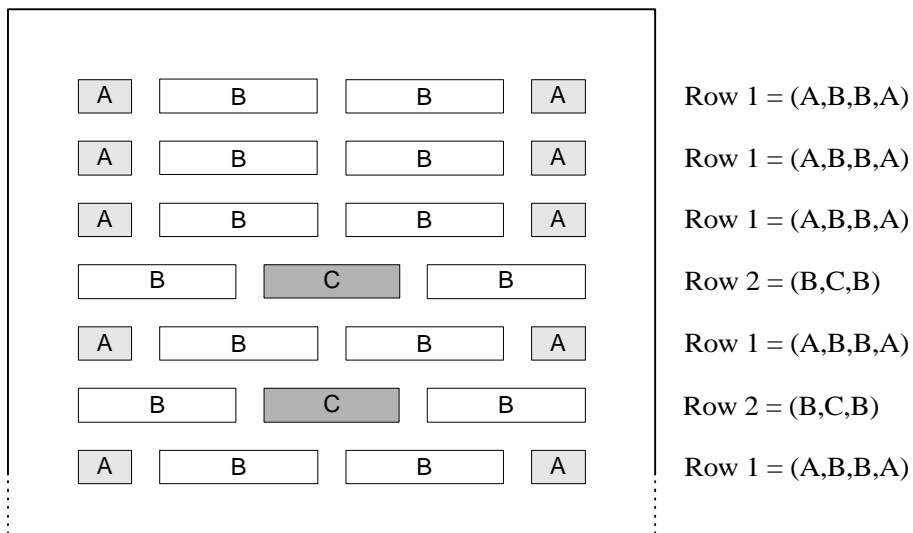 A B B A Row 1 = (A,B,B,A)
A B B A Row 1 = (A,B,B,A)
A B B A Row 1 = (A,B,B,A)
B C B Row 2 = (B,C,B)
A B B A Row 1 = (A,B,B,A)
B C B Row 2 = (B,C,B)
A B B A Row 1 = (A,B,B,A)